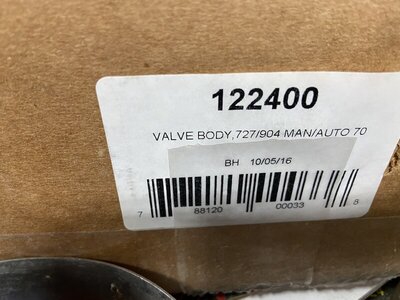 122400
VALVE BODY,727/904 MAN/AUTO 70
BH 10/05/16
7 88120 00033 8